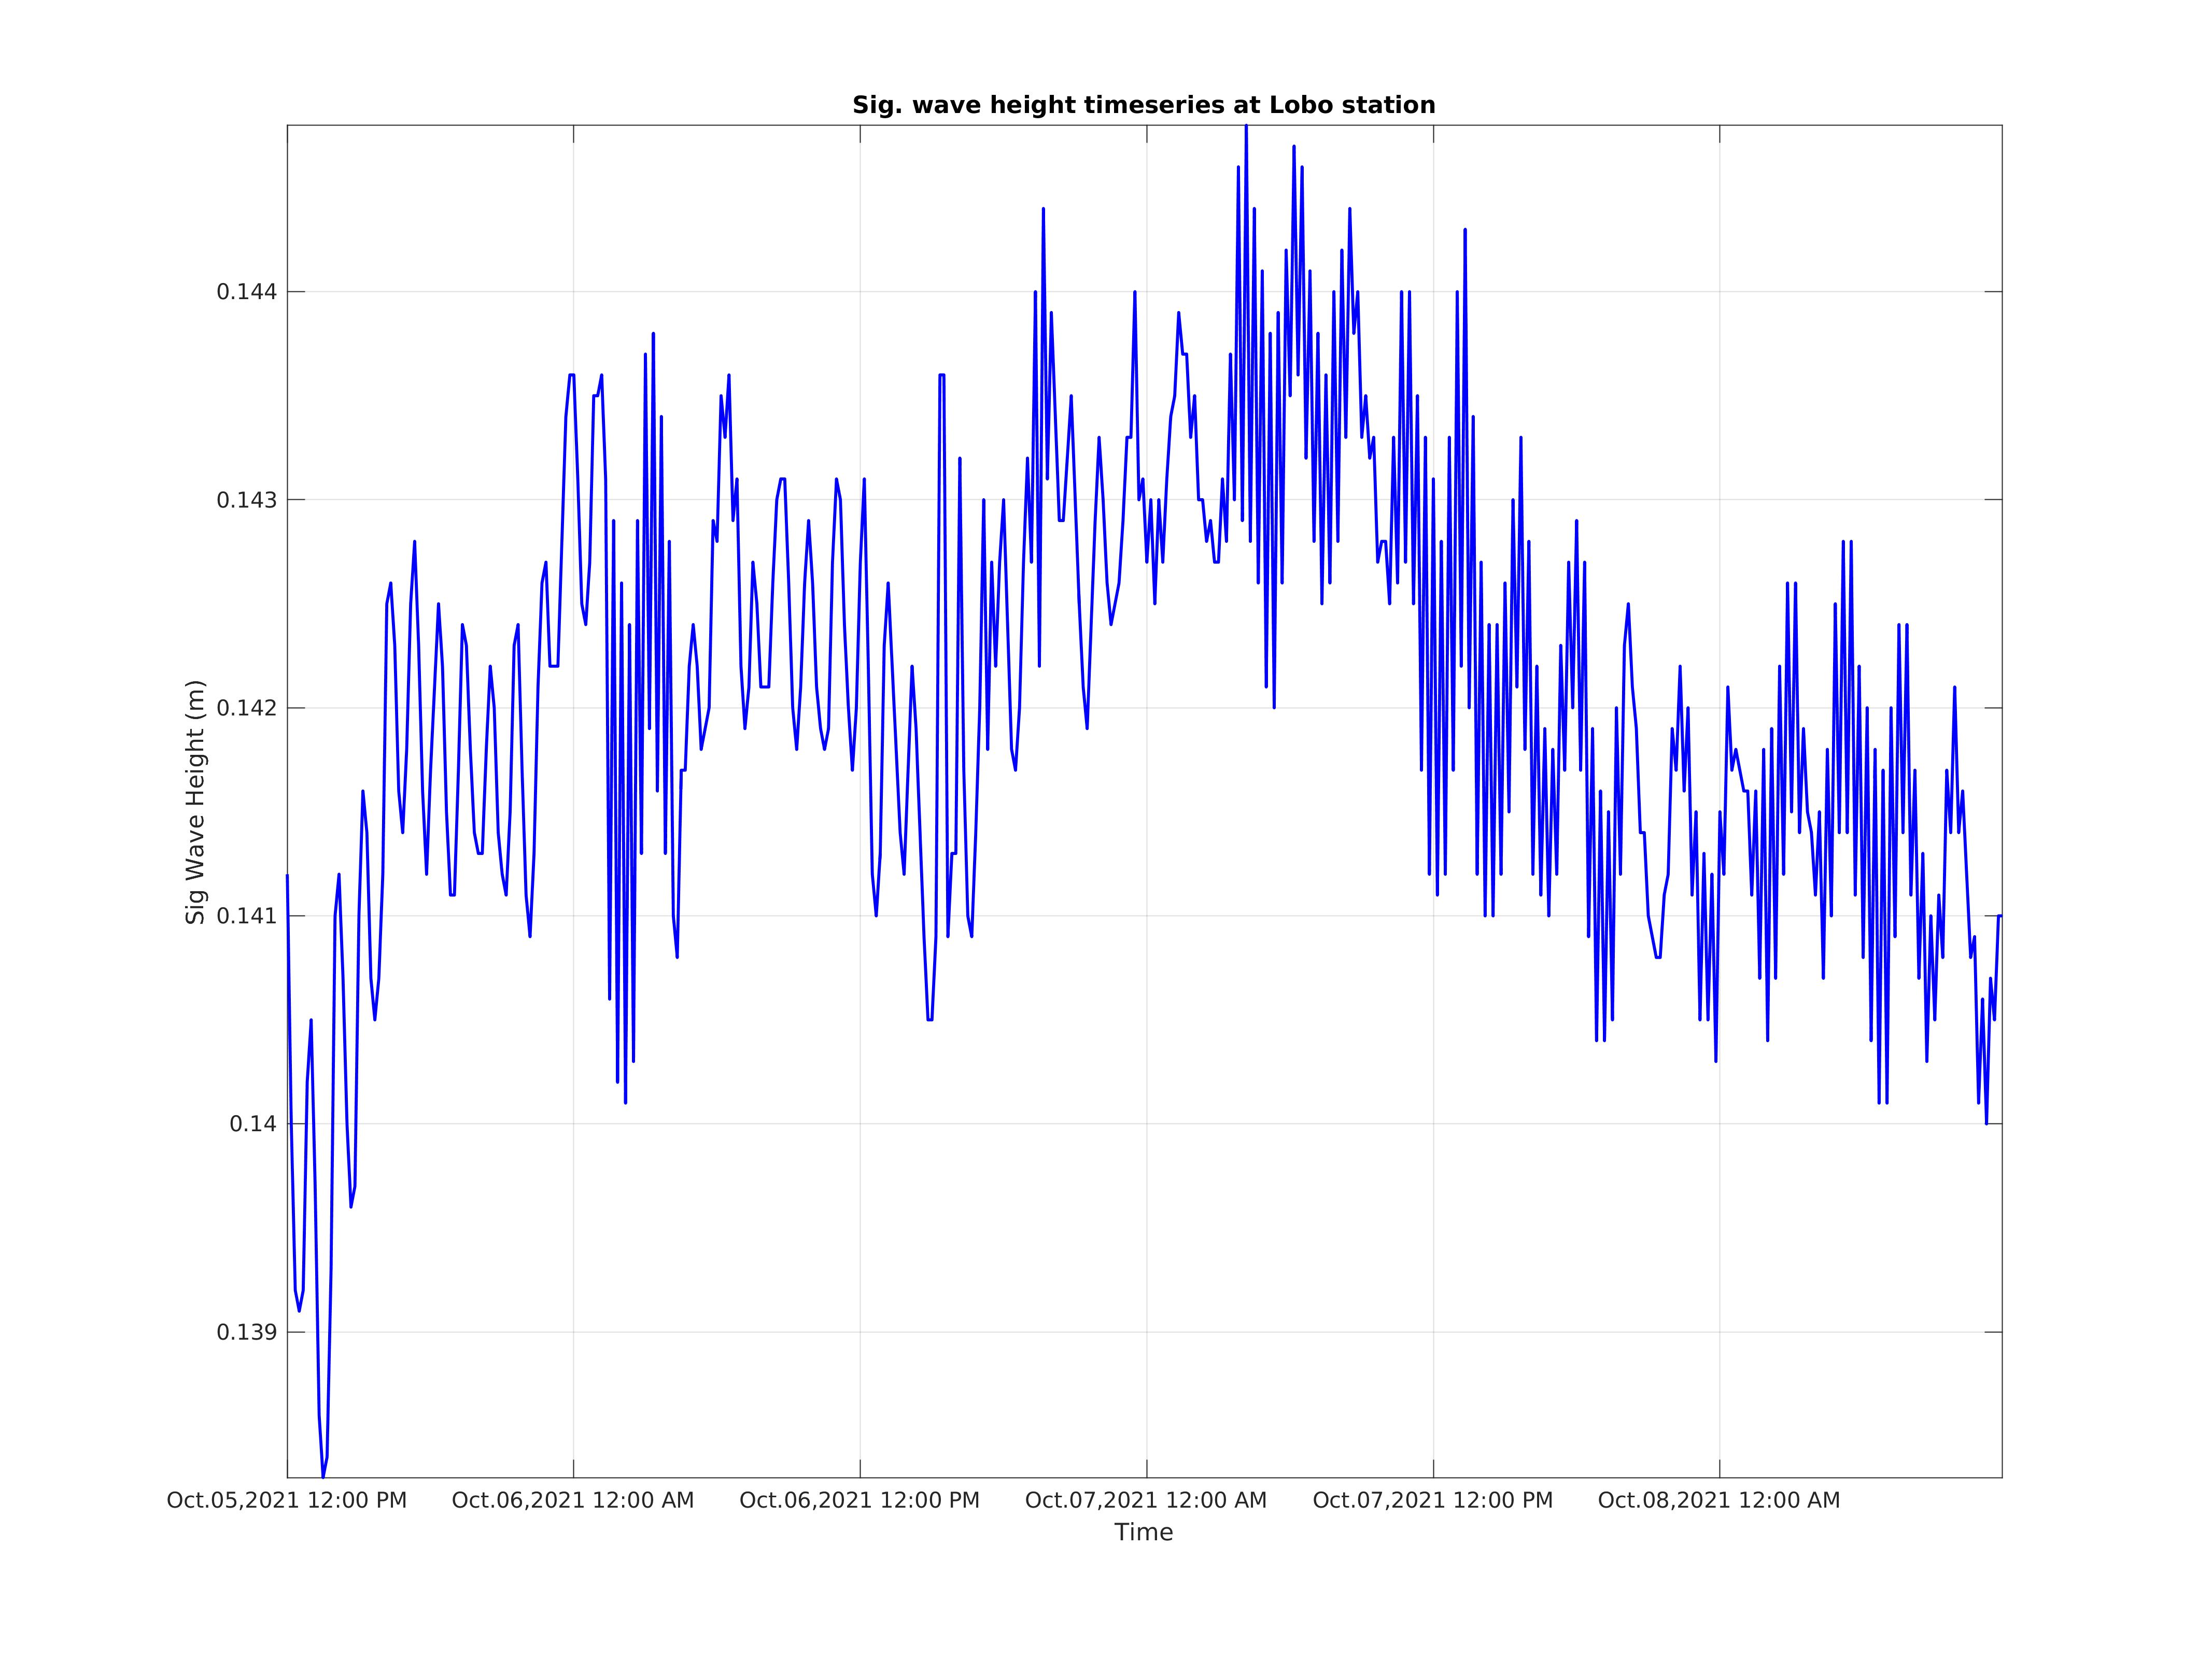 Sig. wave height timeseries at Lobo station
0.144
0.143
0.142
0.141
0.14
0.139
Sig Wave Height (m)
Oct.05,2021 12:00 PM
Oct.06,2021 12:00 AM
Oct.06,2021 12:00 PM
Oct.07,2021 12:00 AM
Oct.07,2021 12:00 PM
Oct.08,2021 12:00 AM
Time